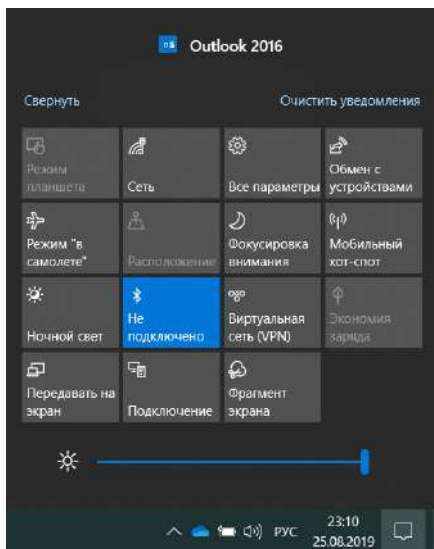 Outlook 2016
Свернуть Очистить уведомления
Режим планшета
Сеть
Все параметры
Обмен с устройствами
Режим "в самолете"
Расположение
Фокусировка внимания
Мобильный хот-спот
Ночной свет
Не подключено
Виртуальная сеть (VPN)
Экономия заряда
Передавать на экран
Подключение
Фрагмент экрана
РУС
23:10
25.08.2019